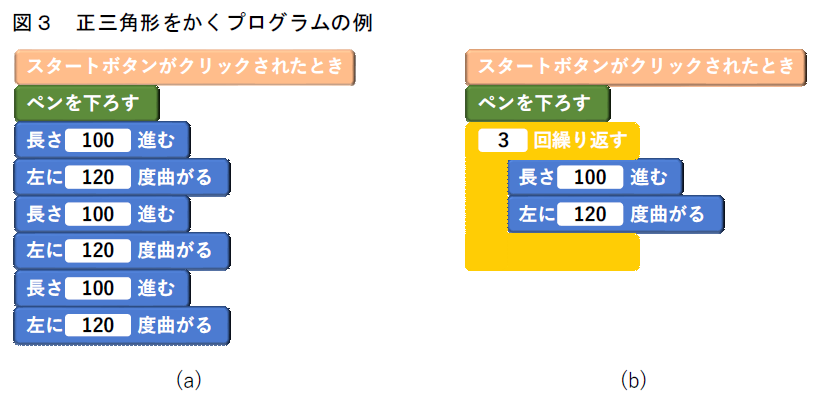 図３　正三角形をかくプログラムの例
スタートボタンがクリックされたとき
ペンを下ろす
長さ 100 進む
左に 120 度曲がる
長さ 100 進む
左に 120 度曲がる
長さ 100 進む
左に 120 度曲がる
(a)
スタートボタンがクリックされたとき
ペンを下ろす
3 回繰り返す
長さ 100 進む
左に 120 度曲がる
(b)